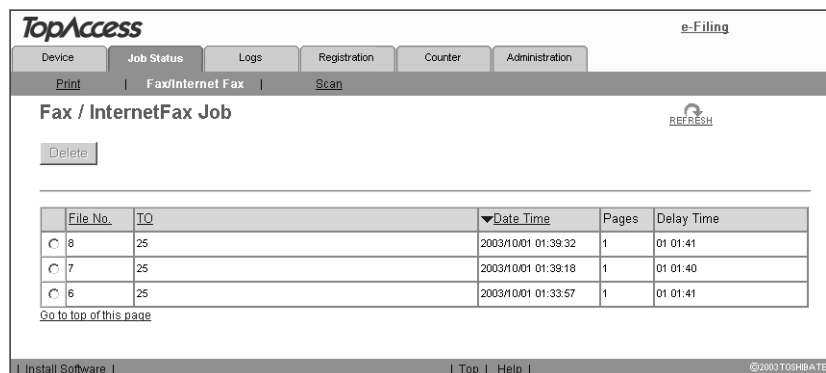 TopAccess e-Filing
Device Job Status Logs Registration Counter Administration
Print | Fax/Internet Fax | Scan
Fax / InternetFax Job REFRESH
Delete
File No. TO ▼Date Time Pages Delay Time
8 25 2003/10/01 01:39:32 1 01 01:41
7 25 2003/10/01 01:39:18 1 01 01:40
6 25 2003/10/01 01:33:57 1 01 01:41
Go to top of this page
| Install Software | | Top | Help | ©2003 TOSHIBA TE